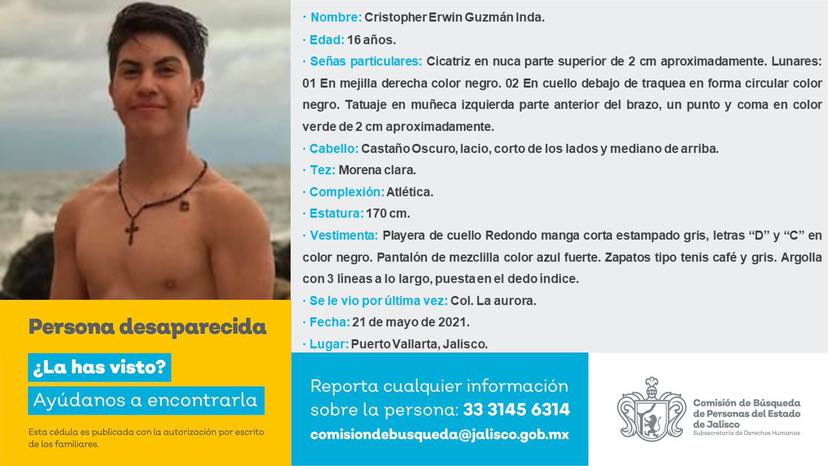 · Nombre: Cristopher Erwin Guzmán Inda.
· Edad: 16 años.
· Señas particulares: Cicatriz en nuca parte superior de 2 cm aproximadamente. Lunares:
01 En mejilla derecha color negro. 02 En cuello debajo de traquea en forma circular color
negro. Tatuaje en muñeca izquierda parte anterior del brazo, un punto y coma en color
verde de 2 cm aproximadamente.
· Cabello: Castaño Oscuro, lacio, corto de los lados y mediano de arriba.
· Tez: Morena clara.
· Complexión: Atlética.
· Estatura: 170 cm.
· Vestimenta: Playera de cuello Redondo manga corta estampado gris, letras “D” y “C” en
color negro. Pantalón de mezclilla color azul fuerte. Zapatos tipo tenis café y gris. Argolla
con 3 líneas a lo largo, puesta en el dedo índice.
· Se le vio por última vez: Col. La aurora.
· Fecha: 21 de mayo de 2021.
· Lugar: Puerto Vallarta, Jalisco.
Persona desaparecida
¿La has visto?
Ayúdanos a encontrarla
Esta cédula es publicada con la autorización por escrito
de los familiares.
Reporta cualquier información
sobre la persona: 33 3145 6314
comisiondebusqueda@jalisco.gob.mx
Comisión de Búsqueda
de Personas del Estado
de Jalisco
Subsecretaría de Derechos Humanos